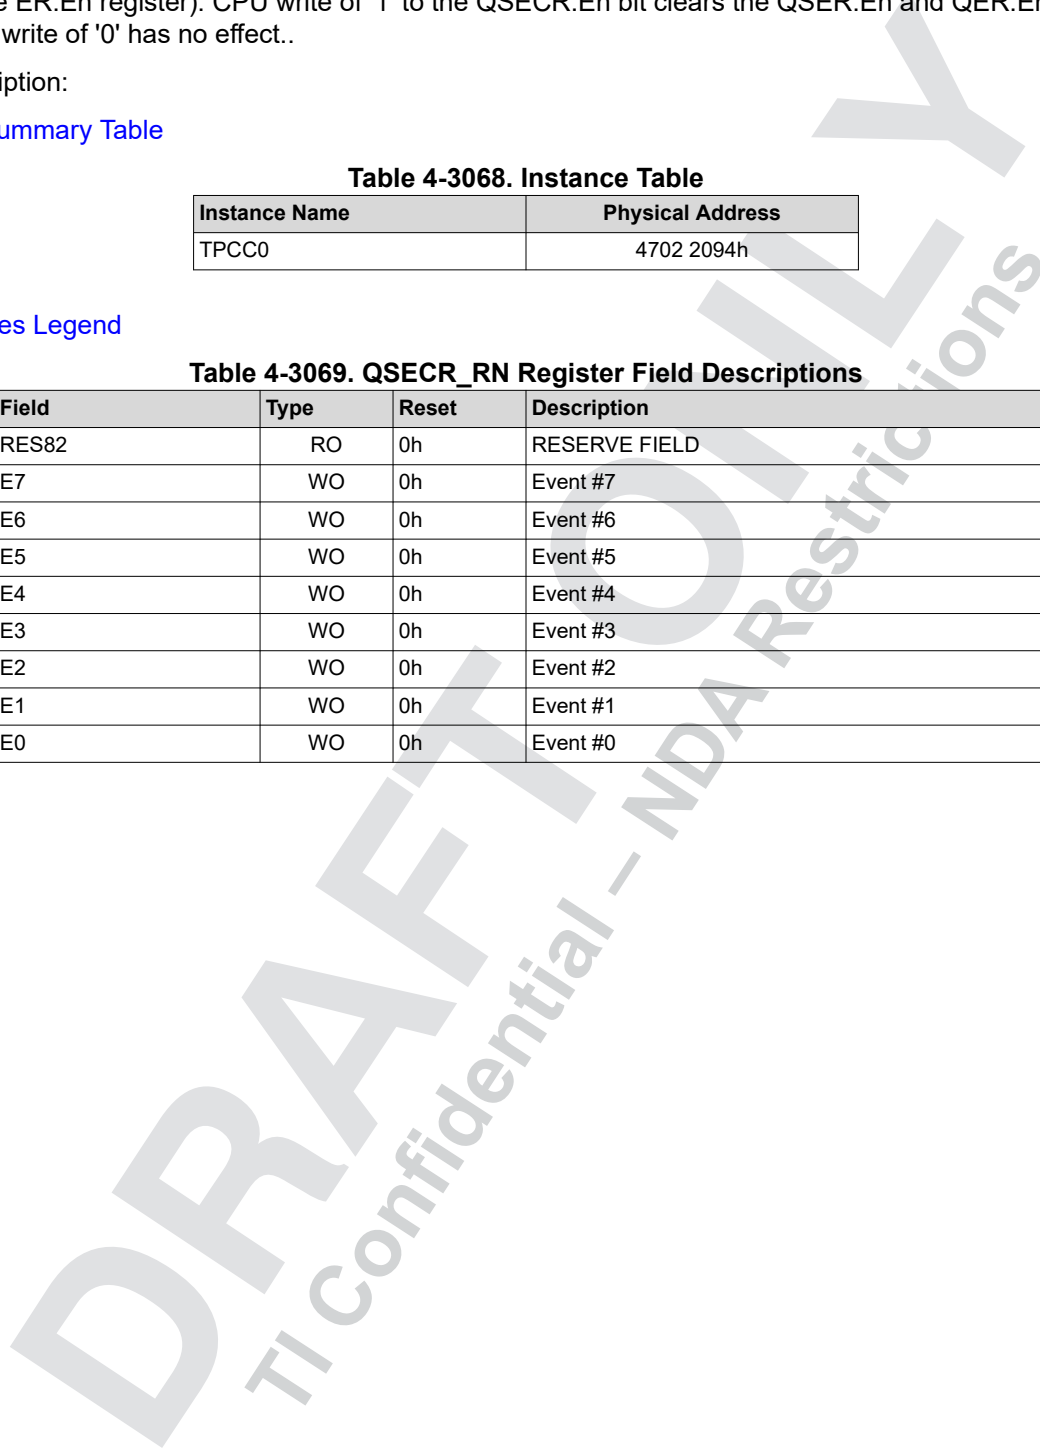 e ER.En register). CPU write of '1' to the QSECR.En bit clears the QSER.En and QER.En
write of '0' has no effect..
iption:
ummary Table
Table 4-3068. Instance Table
Instance Name Physical Address
TPCC0 4702 2094h
es Legend
Table 4-3069. QSECR_RN Register Field Descriptions
Field Type Reset Description
RES82 RO 0h RESERVE FIELD
E7 WO 0h Event #7
E6 WO 0h Event #6
E5 WO 0h Event #5
E4 WO 0h Event #4
E3 WO 0h Event #3
E2 WO 0h Event #2
E1 WO 0h Event #1
E0 WO 0h Event #0
DRAFT ONLY
TI Confidential – NDA Restrictions